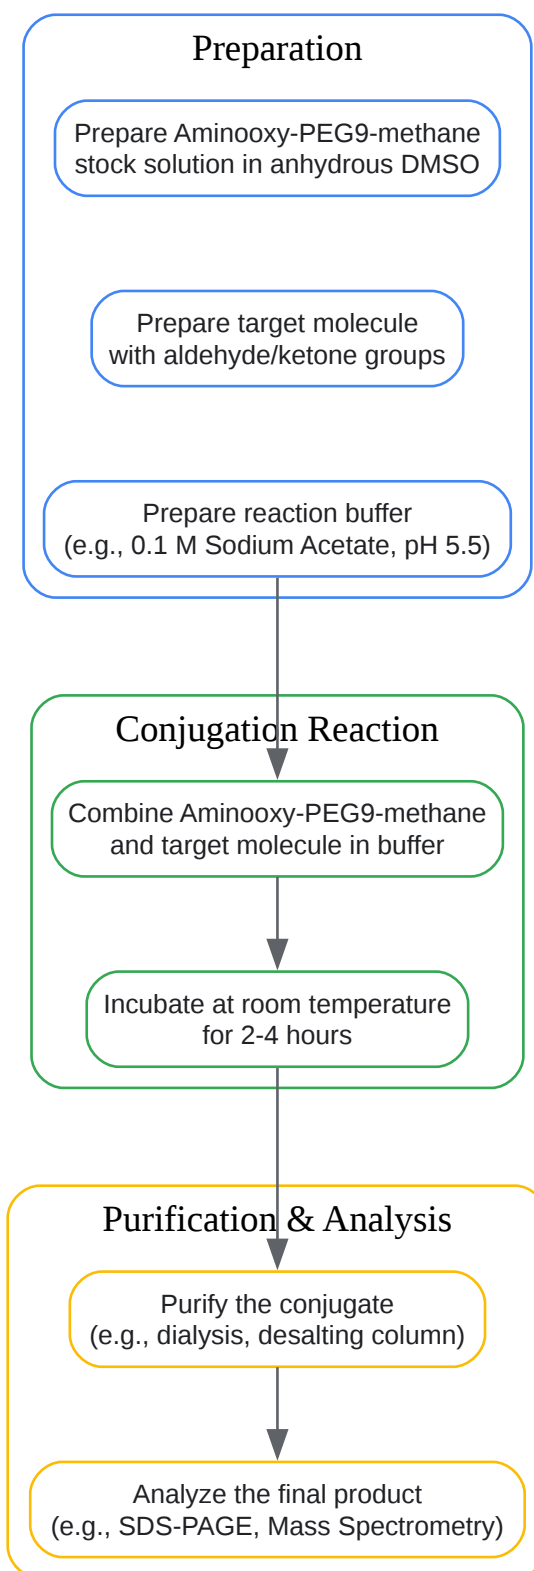 Preparation
Prepare Aminooxy-PEG9-methane
stock solution in anhydrous DMSO
Prepare target molecule
with aldehyde/ketone groups
Prepare reaction buffer
(e.g., 0.1 M Sodium Acetate, pH 5.5)
Conjugation Reaction
Combine Aminooxy-PEG9-methane
and target molecule in buffer
Incubate at room temperature
for 2-4 hours
Purification & Analysis
Purify the conjugate
(e.g., dialysis, desalting column)
Analyze the final product
(e.g., SDS-PAGE, Mass Spectrometry)